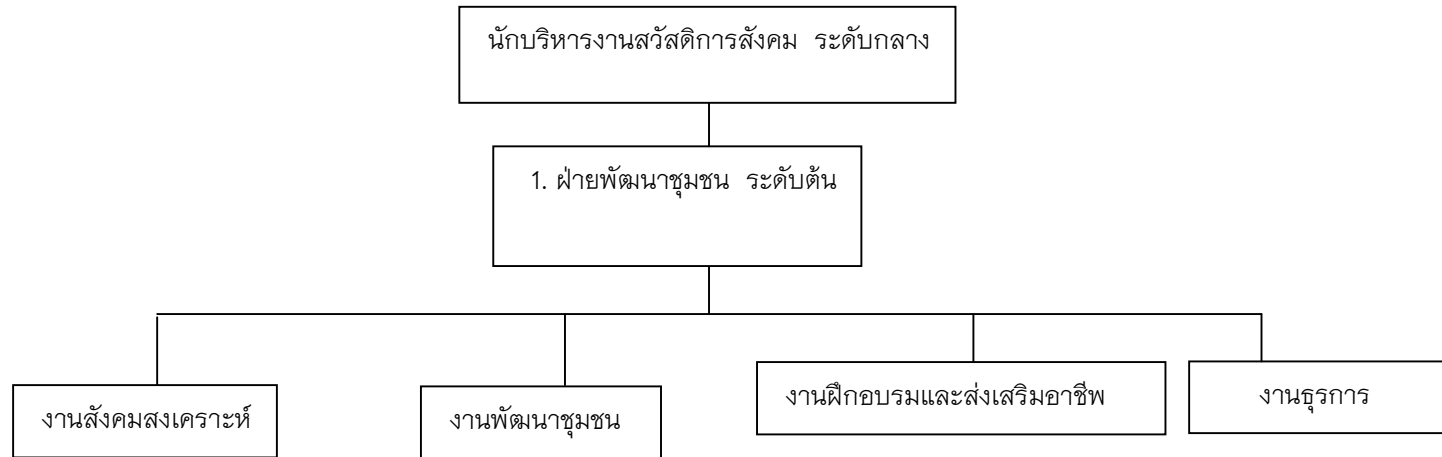 นักบริหารงานสวัสดิการสังคม ระดับกลาง
1. ฝ่ายพัฒนาชุมชน ระดับต้น
งานสังคมสงเคราะห์
งานพัฒนาชุมชน
งานฝึกอบรมและส่งเสริมอาชีพ
งานธุรการ